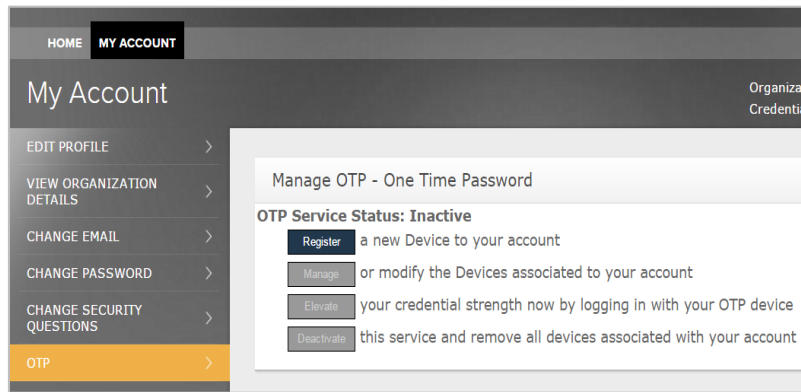 HOME MY ACCOUNT
My Account
Organiza
Credentia
EDIT PROFILE
VIEW ORGANIZATION
DETAILS
CHANGE EMAIL
CHANGE PASSWORD
CHANGE SECURITY
QUESTIONS
OTP
Manage OTP - One Time Password
OTP Service Status: Inactive
Register a new Device to your account
Manage or modify the Devices associated to your account
Elevate your credential strength now by logging in with your OTP device
Deactivate this service and remove all devices associated with your account